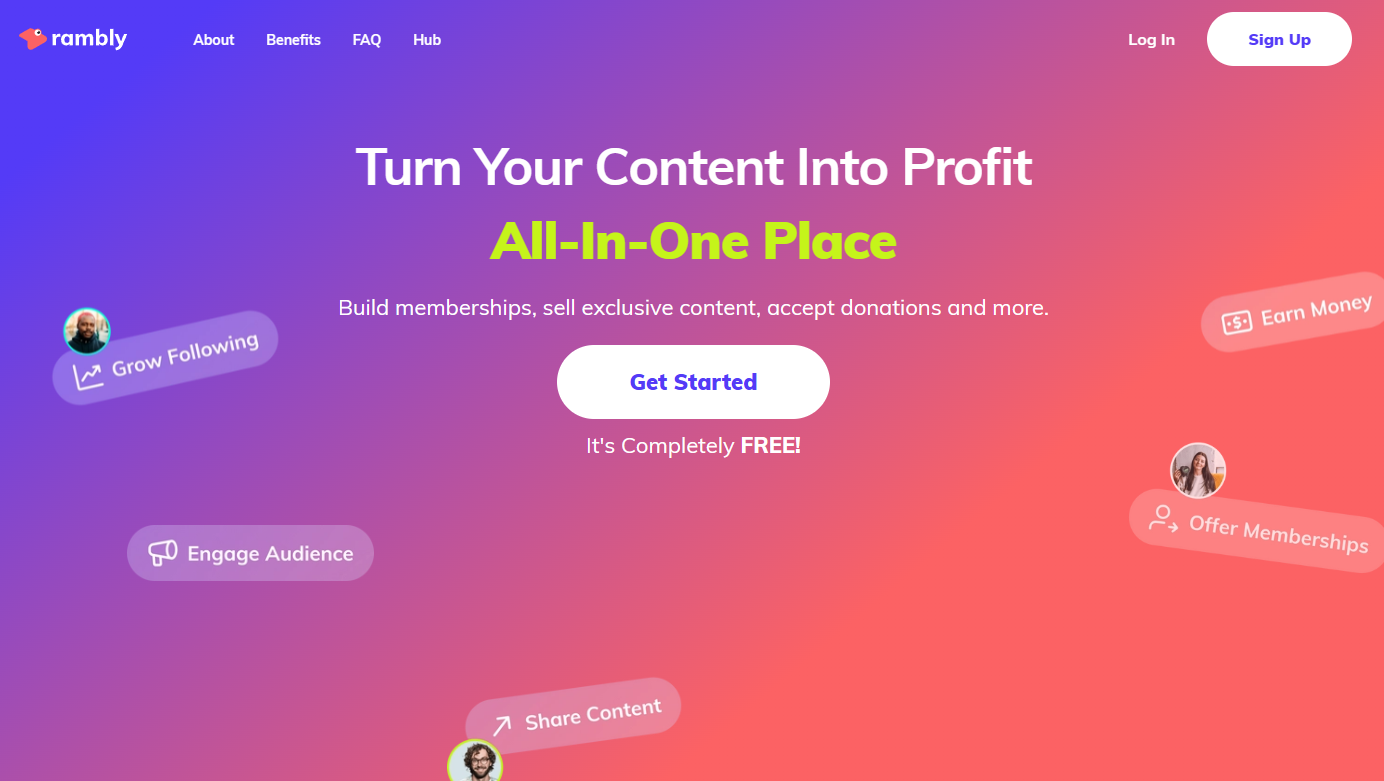 rambly
About
Benefits
FAQ
Hub
Log In
Sign Up
Turn Your Content Into Profit
All-In-One Place
Build memberships, sell exclusive content, accept donations and more.
Get Started
It's Completely FREE!
Grow Following
Earn Money
Offer Memberships
Engage Audience
Share Content